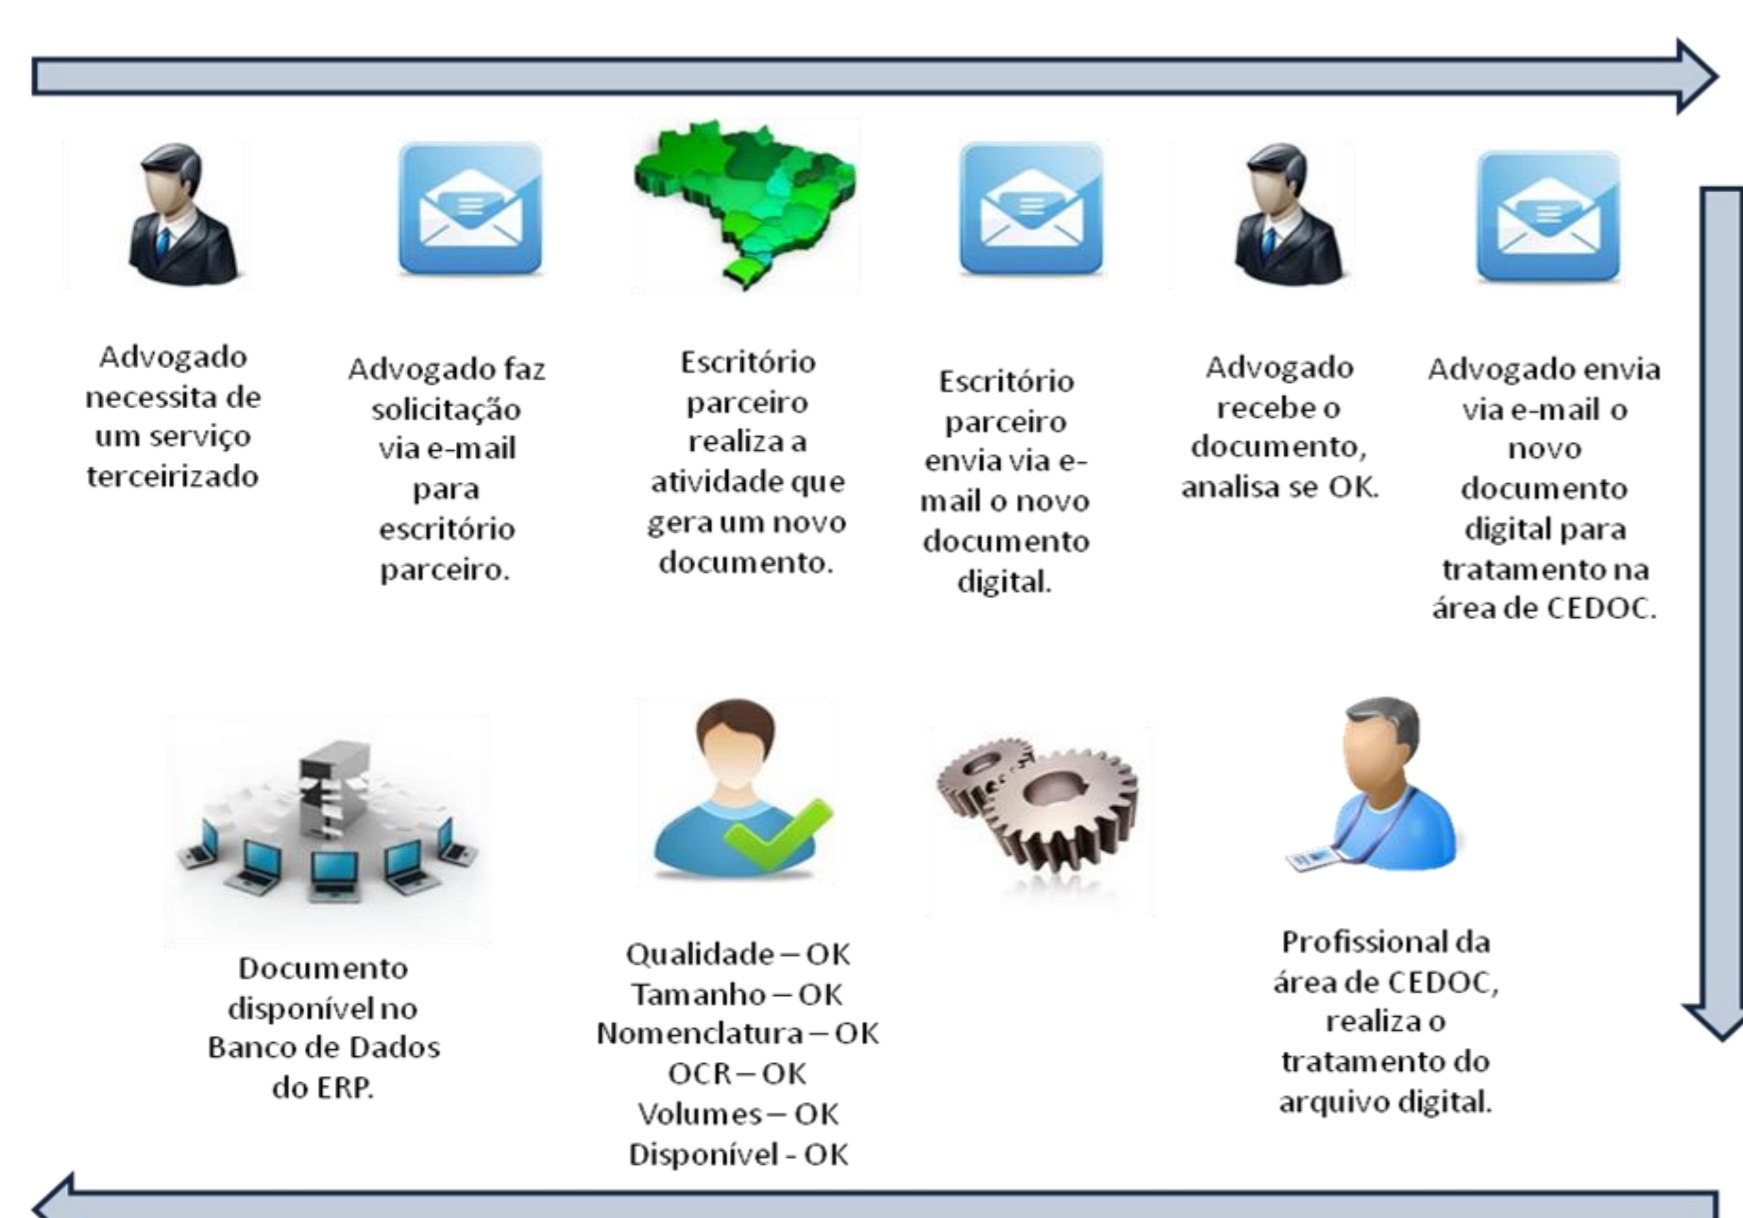 Advogado
necessita de
um serviço
terceirizado
Advogado faz
solicitação
via e-mail
para
escritório
parceiro.
Escritório
parceiro
realiza a
atividade que
gera um novo
documento.
Escritório
parceiro
envia via e-
mail o novo
documento
digital.
Advogado
recebe o
documento,
analisa se OK.
Advogado envia
via e-mail o
novo
documento
digital para
tratamento na
área de CEDOC.
Documento
disponível no
Banco de Dados
do ERP.
Qualidade – OK
Tamanho – OK
Nomenclatura – OK
OCR – OK
Volumes – OK
Disponível - OK
Profissional da
área de CEDOC,
realiza o
tratamento do
arquivo digital.